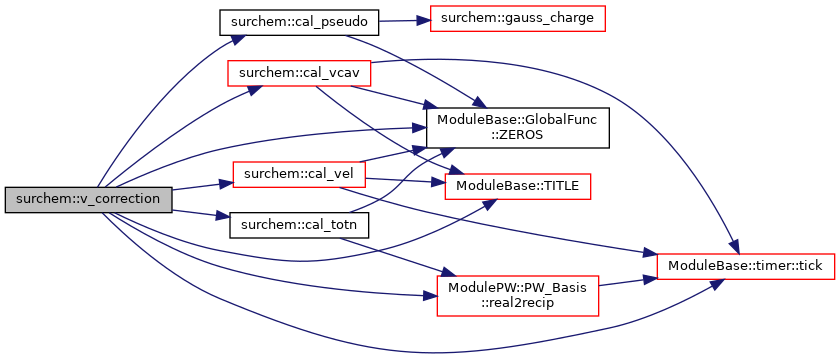 surchem::cal_pseudo
surchem::gauss_charge
surchem::cal_vcav
ModuleBase::GlobalFunc
::ZEROS
surchem::cal_vel
ModuleBase::TITLE
surchem::v_correction
surchem::cal_totn
ModuleBase::timer::tick
ModulePW::PW_Basis
::real2recip